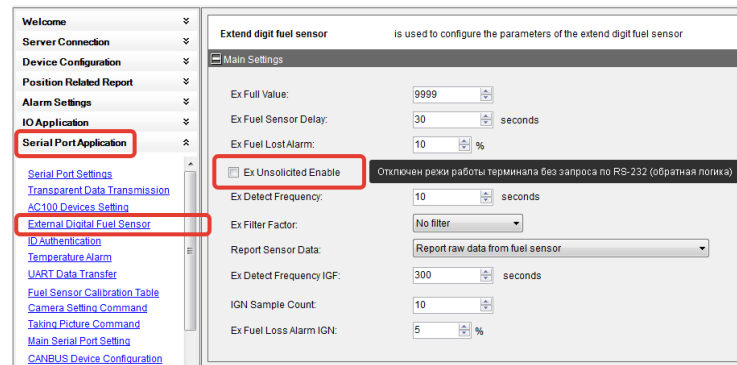 Welcome
Server Connection
Device Configuration
Position Related Report
Alarm Settings
IO Application
Serial Port Application
Serial Port Settings
Transparent Data Transmission
AC100 Devices Setting
External Digital Fuel Sensor
ID Authentication
Temperature Alarm
UART Data Transfer
Fuel Sensor Calibration Table
Camera Setting Command
Taking Picture Command
Main Serial Port Setting
CANBUS Device Configuration
Extend digit fuel sensor is used to configure the parameters of the extend digit fuel sensor
Main Settings
Ex Full Value: 9999
Ex Fuel Sensor Delay: 30 seconds
Ex Fuel Lost Alarm: 10 %
Ex Unsolicited Enable Отключен режи работы терминала без запроса по RS-232 (обратная логика)
Ex Detect Frequency: 10 seconds
Ex Filter Factor: No filter
Report Sensor Data: Report raw data from fuel sensor
Ex Detect Frequency IGF: 300 seconds
IGN Sample Count: 10
Ex Fuel Loss Alarm IGN: 5 %